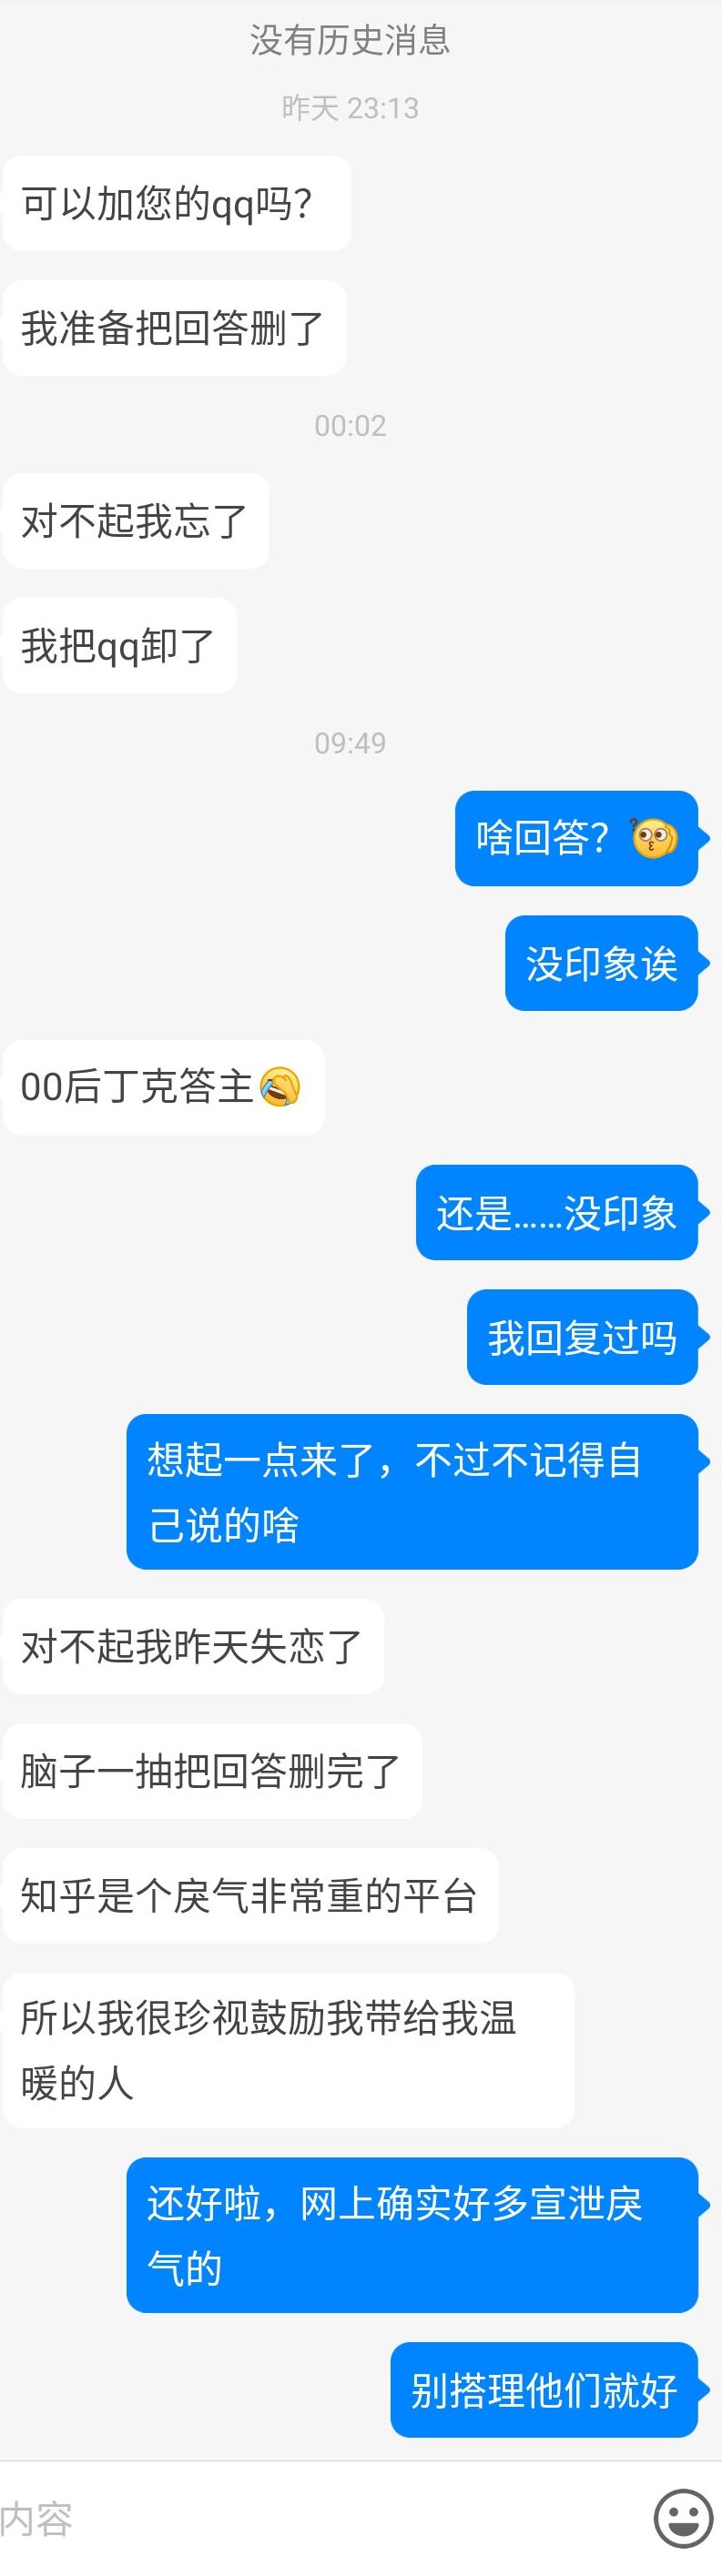 没有历史消息
昨天 23:13
可以加您的qq吗？
我准备把回答删了
00:02
对不起我忘了
我把qq卸了
09:49
啥回答？
没印象诶
00后丁克答主
还是……没印象
我回复过吗
想起一点来了，不过不记得自
己说的啥
对不起我昨天失恋了
脑子一抽把回答删完了
知乎是个戾气非常重的平台
所以我很珍视鼓励我带给我温
暖的人
还好啦，网上确实好多宣泄戾
气的
别搭理他们就好
内容